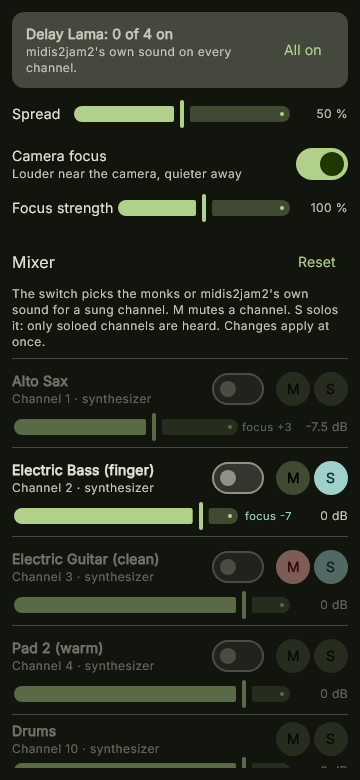 Delay Lama: 0 of 4 on
midis2jam2's own sound on every
channel.
All on
Spread
50 %
Camera focus
Louder near the camera, quieter away
Focus strength
100 %
Mixer
Reset
The switch picks the monks or midis2jam2's own
sound for a sung channel. M mutes a channel. S solos
it: only soloed channels are heard. Changes apply at
once.
Alto Sax
Channel 1 · synthesizer
M S
focus +3 -7.5 dB
Electric Bass (finger)
Channel 2 · synthesizer
M S
focus -7 0 dB
Electric Guitar (clean)
Channel 3 · synthesizer
M S
0 dB
Pad 2 (warm)
Channel 4 · synthesizer
M S
0 dB
Drums
Channel 10 · synthesizer
M S